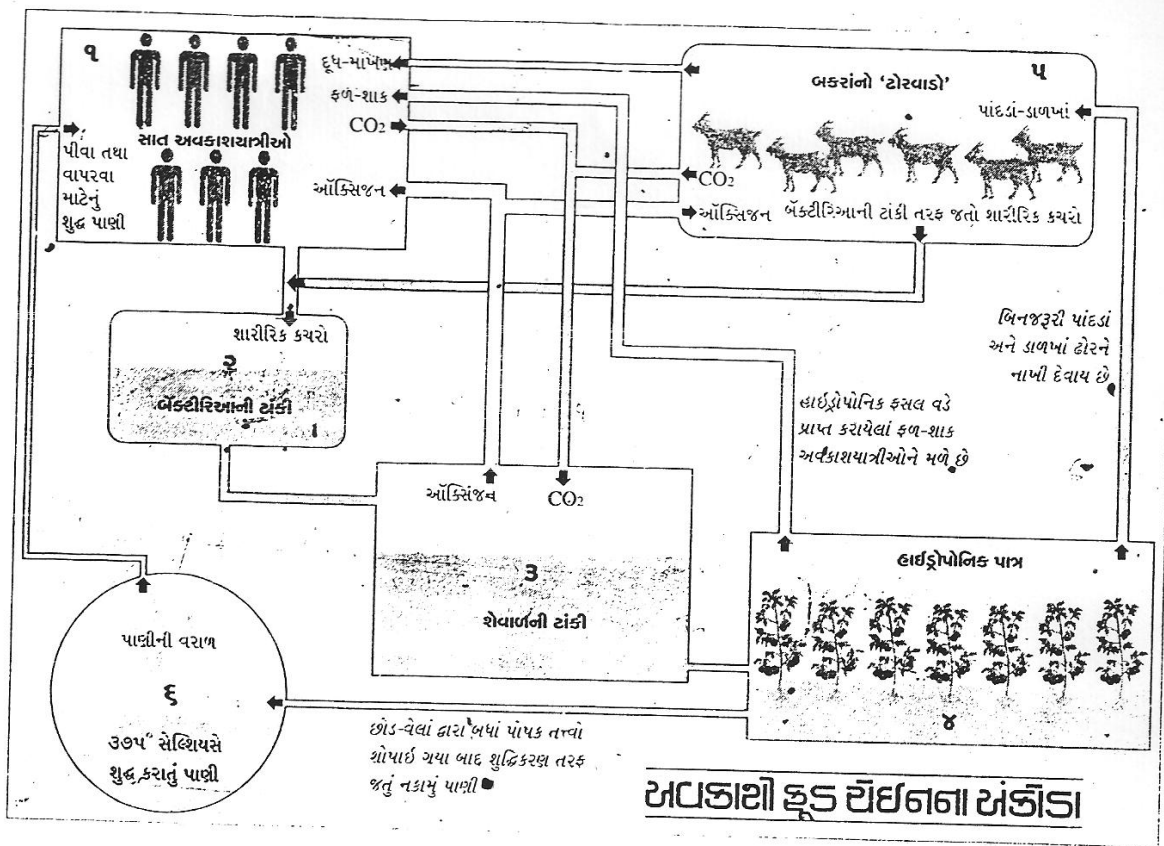 ૧
દૂધ-માખણ
ફળ-શાક
CO₂
સાત અવકાશયાત્રીઓ
પીવા તથા
વાપરવા
માટેનું
શુદ્ધ પાણી
ઑક્સિજન
બકરાંનો ‘ઢોરવાડો’
૫
પાંદડાં-ડાળખાં
CO₂
ઑક્સિજન
બૅક્ટીરિઆની ટાંકી તરફ જતો શારીરિક કચરો
શારીરિક કચરો
૨
બૅક્ટીરિઆની ટાંકી
બિનજરૂરી પાંદડાં
અને ડાળખાં ઢોરને
નાખી દેવાય છે
હાઇડ્રોપોનિક ફસલ વડે
પ્રાપ્ત કરાયેલાં ફળ-શાક
અવકાશયાત્રીઓને મળે છે
ઑક્સિજન
CO₂
૩
શેવાળની ટાંકી
હાઈડ્રોપોનિક પાત્ર
૪
પાણીની વરાળ
૬
૩૭૫° સેલ્શિયસે
શુદ્ધ કરાતું પાણી
છોડ-વેલાં દ્વારા બધાં પોષક તત્ત્વો
શોષાઇ ગયા બાદ શુદ્ધિકરણ તરફ
જતું નકામું પાણી
અવકાશી ફૂડ ચેઈનના અંકોડા